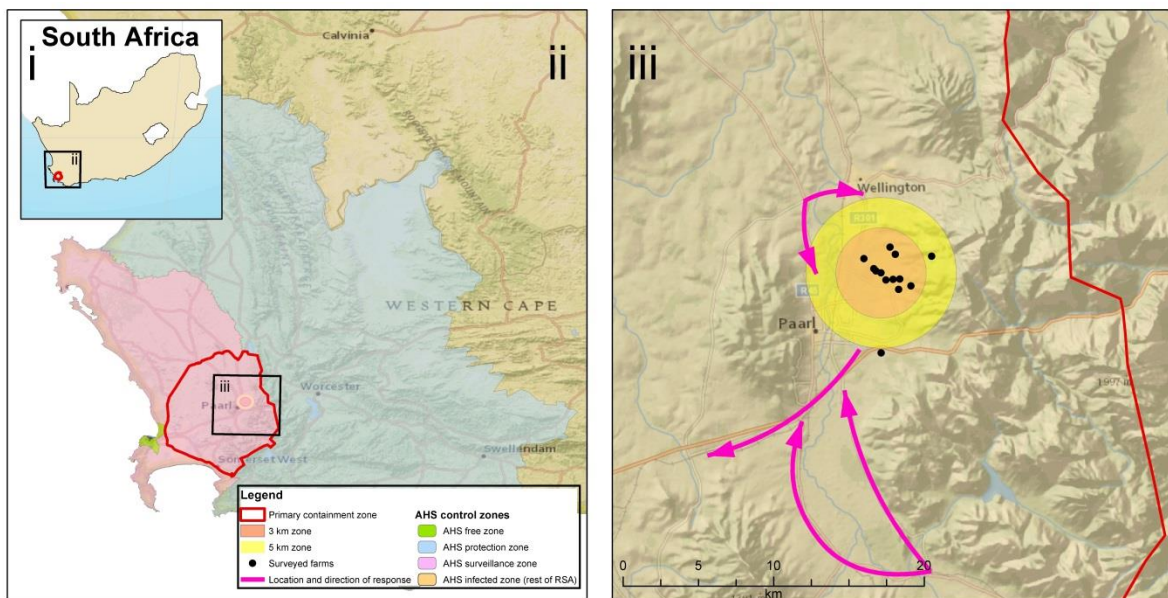 South Africa
i
ii
ii
Calvinia
WESTERN CAPE
iii
Paarl
Worcester
Somerset West
Swellendam
Legend
Primary containment zone
3 km zone
5 km zone
Surveyed farms
Location and direction of response
AHS control zones
AHS free zone
AHS protection zone
AHS surveillance zone
AHS infected zone (rest of RSA)
iii
Wellington
R301
Paarl
0 5 10 20
km